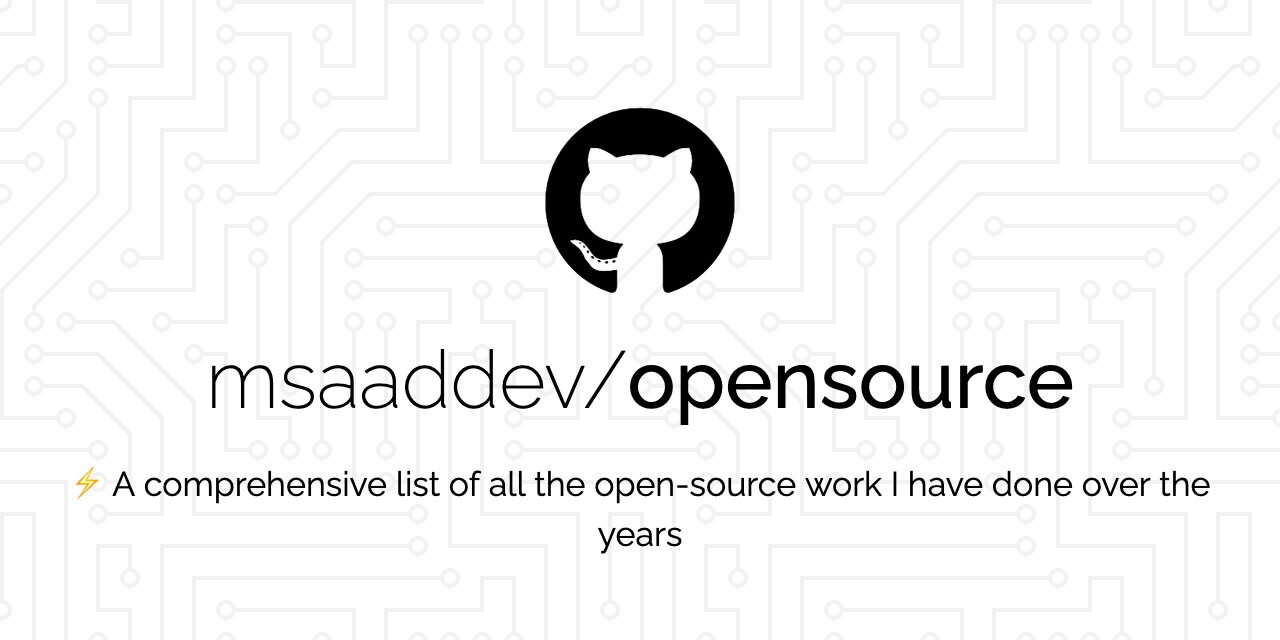 msaaddev/opensource
⚡ A comprehensive list of all the open-source work I have done over the
years